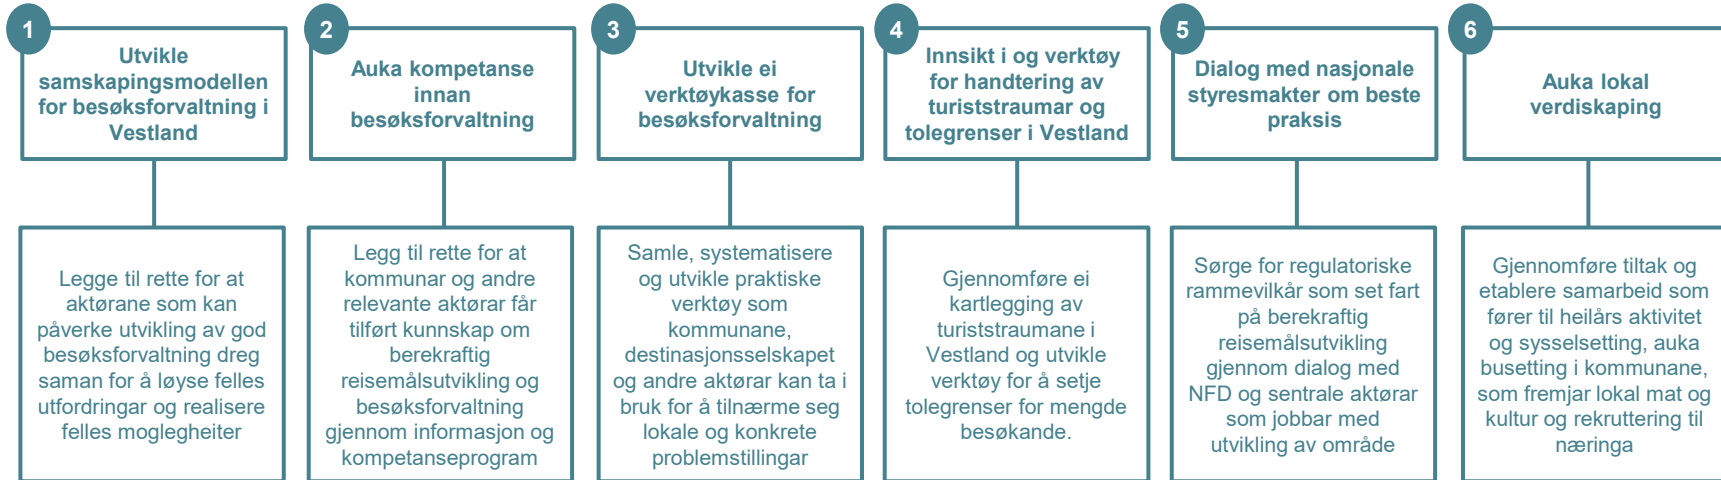 1
Utvikle
samskapingsmodellen
for besøksforvaltning i
Vestland
2
Auka kompetanse
innan
besøksforvaltning
3
Utvikle ei
verktøykasse for
besøksforvaltning
4
Innsikt i og verktøy
for handtering av
turiststraumar og
tolegrenser i Vestland
5
Dialog med nasjonale
styresmakter om beste
praksis
6
Auka lokal
verdiskaping
Legge til rette for at
aktørane som kan
påverke utvikling av god
besøksforvaltning dreg
saman for å løyse felles
utfordringar og realisere
felles moglegheiter
Legg til rette for at
kommunar og andre
relevante aktørar får
tilført kunnskap om
berekraftig
reisemålsutvikling og
besøksforvaltning
gjennom informasjon og
kompetanseprogram
Samle, systematisere
og utvikle praktiske
verktøy som
kommunane,
destinasjonsselskapet
og andre aktørar kan ta i
bruk for å tilnærme seg
lokale og konkrete
problemstillingar
Gjennomføre ei
kartlegging av
turiststraumane i
Vestland og utvikle
verktøy for å setje
tolegrenser for mengde
besøkande.
Sørge for regulatoriske
rammevilkår som set fart
på berekraftig
reisemålsutvikling
gjennom dialog med
NFD og sentrale aktørar
som jobbar med
utvikling av område
Gjennomføre tiltak og
etablere samarbeid som
fører til heilårs aktivitet
og sysselsetting, auka
busetting i kommunane,
som fremjar lokal mat og
kultur og rekruttering til
næringa